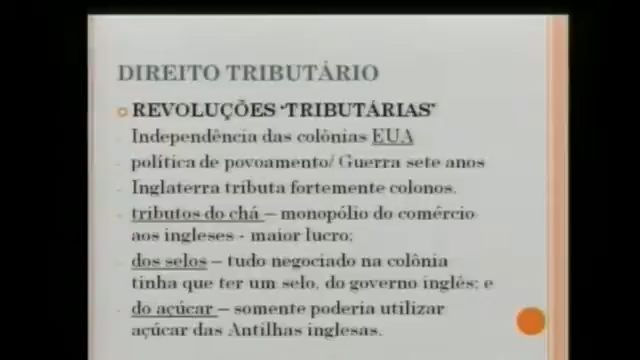 DIREITO TRIBUTÁRIO
REVOLUÇÕES ‘TRIBUTÁRIAS’
- Independência das colônias EUA
- política de povoamento/ Guerra sete anos
- Inglaterra tributa fortemente colonos.
- tributos do chá – monopólio do comércio
aos ingleses - maior lucro;
- dos selos – tudo negociado na colônia
tinha que ter um selo, do governo inglês; e
- do açúcar – somente poderia utilizar
açúcar das Antilhas inglesas.